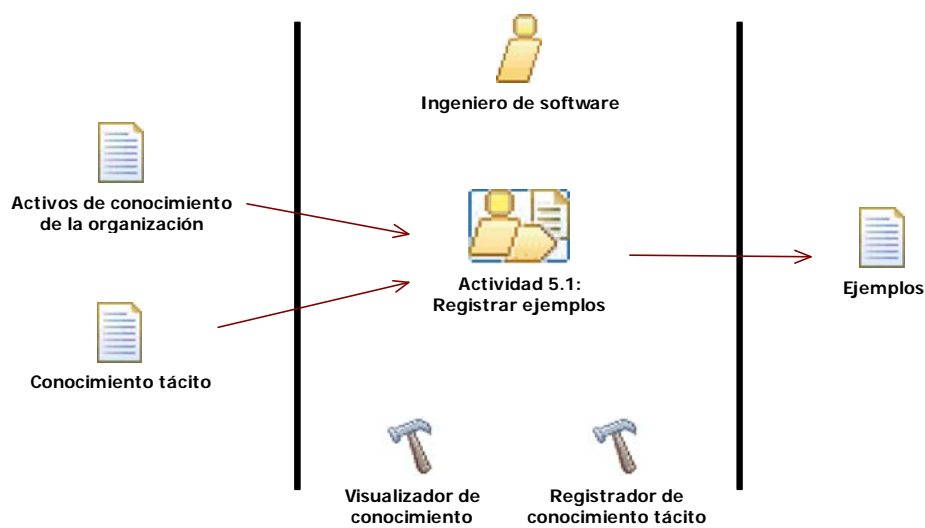 Ingeniero de software
Activos de conocimiento
de la organización
Actividad 5.1:
Registrar ejemplos
Ejemplos
Conocimiento tácito
Visualizador de
conocimiento
Registrador de
conocimiento tácito